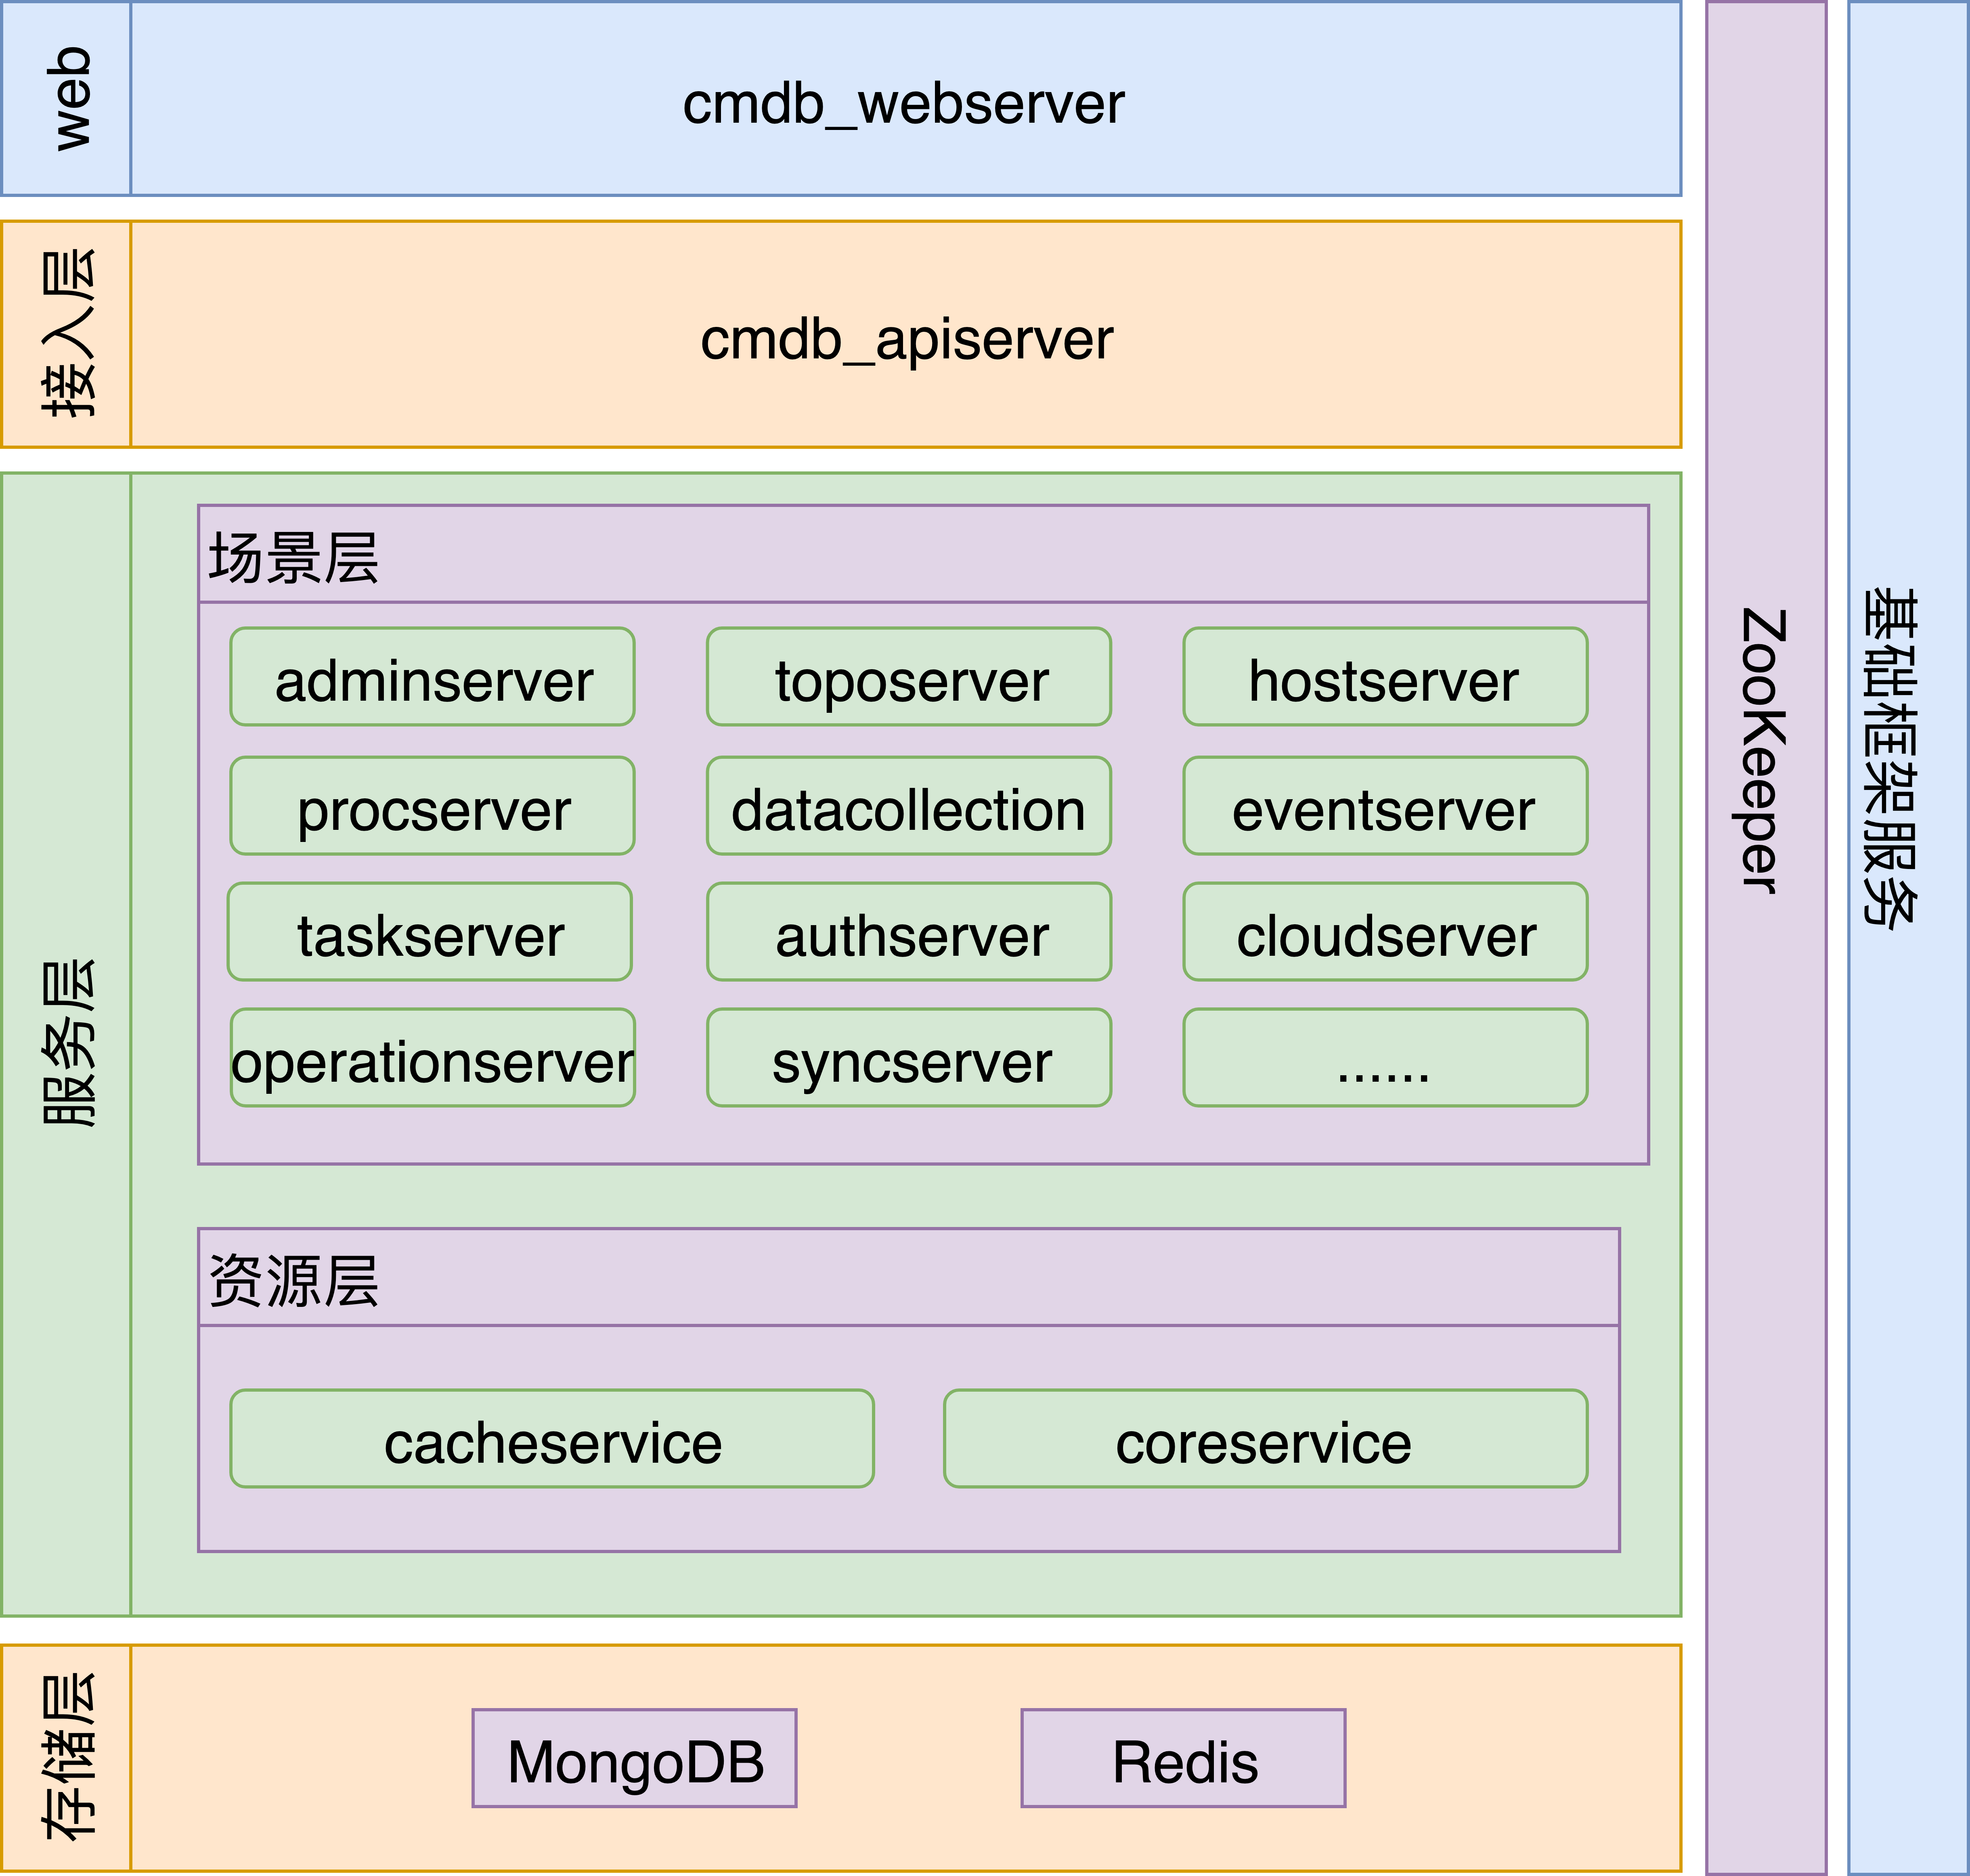 web
cmdb_webserver
接入层
cmdb_apiserver
服务层
场景层
adminserver
toposerver
hostserver
procserver
datacollection
eventserver
taskserver
authserver
cloudserver
operationserver
syncserver
......
资源层
cacheservice
coreservice
存储层
MongoDB
Redis
ZooKeeper
基础框架服务